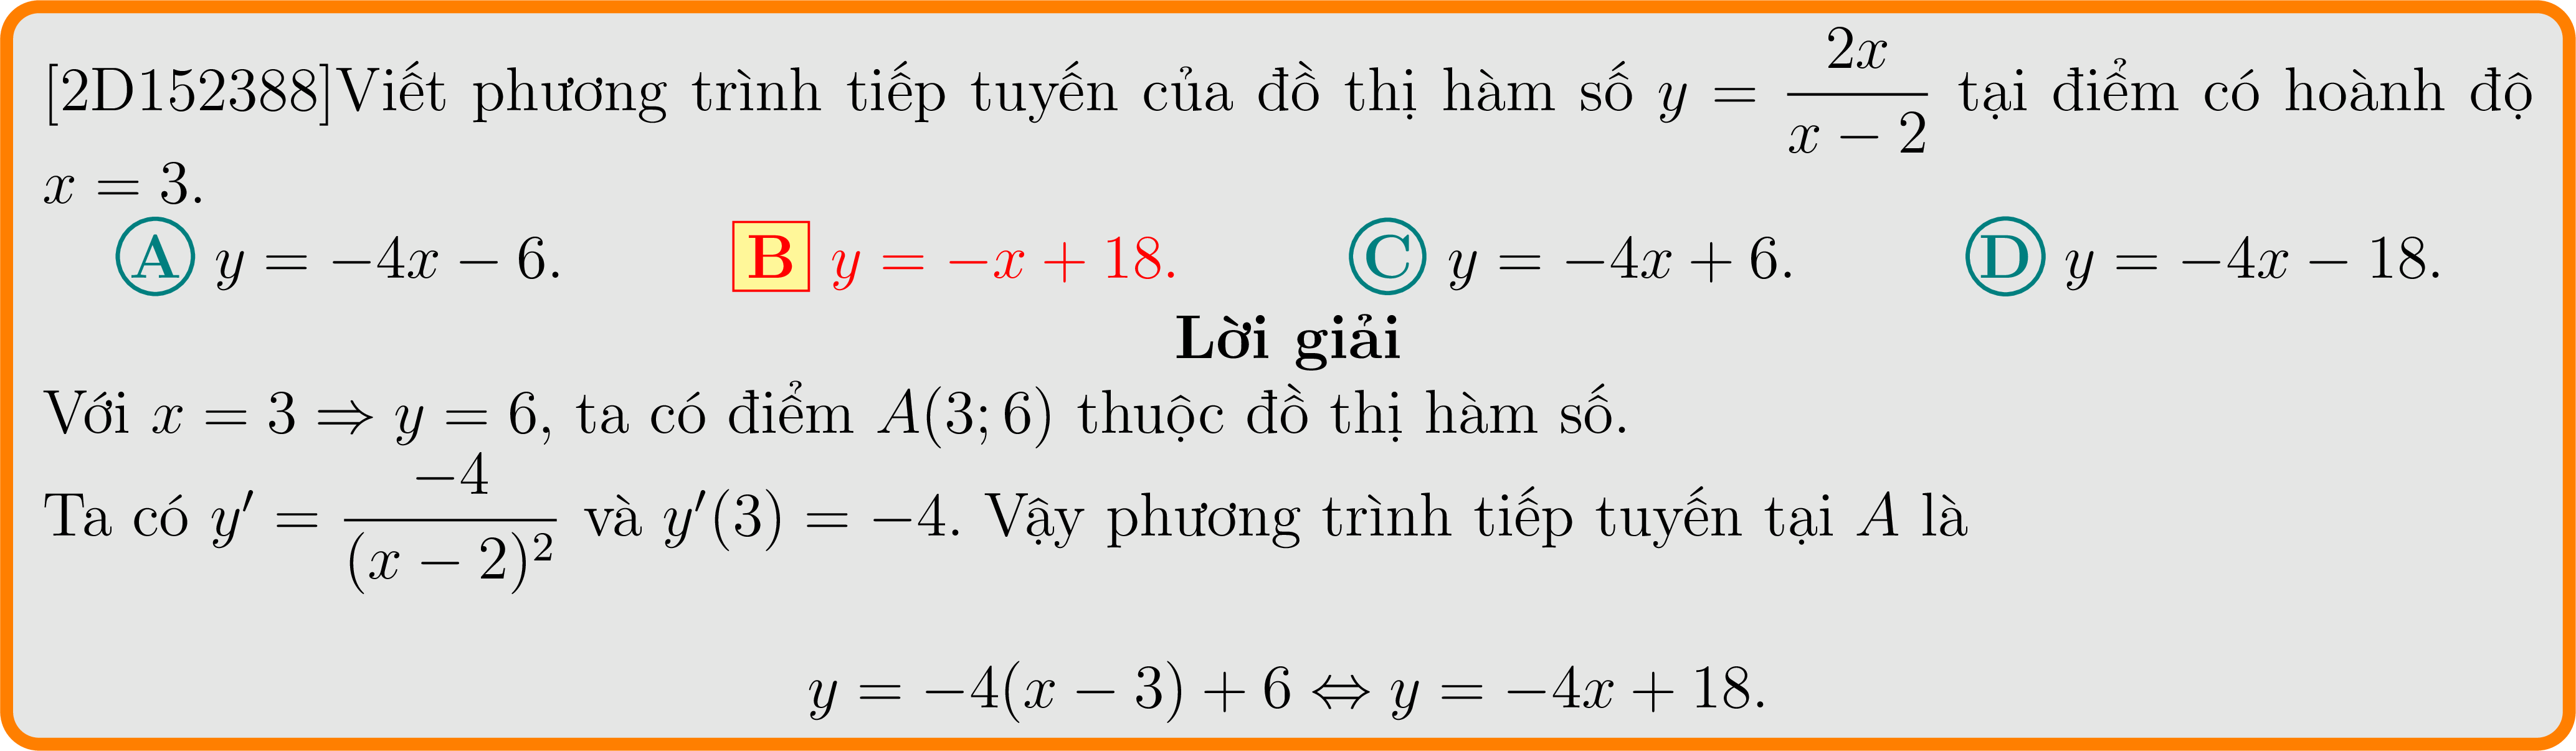 [2D152388]Viết phương trình tiếp tuyến của đồ thị hàm số $y = \dfrac{2x}{x-2}$ tại điểm có hoành độ
$x = 3$.
A $y = -4x - 6$. B $y = -x + 18$. C $y = -4x + 6$. D $y = -4x - 18$.
Lời giải
Với $x = 3 \Rightarrow y = 6$, ta có điểm $A(3; 6)$ thuộc đồ thị hàm số.
Ta có $y' = \dfrac{-4}{(x-2)^2}$ và $y'(3) = -4$. Vậy phương trình tiếp tuyến tại $A$ là
$y = -4(x - 3) + 6 \Leftrightarrow y = -4x + 18$.